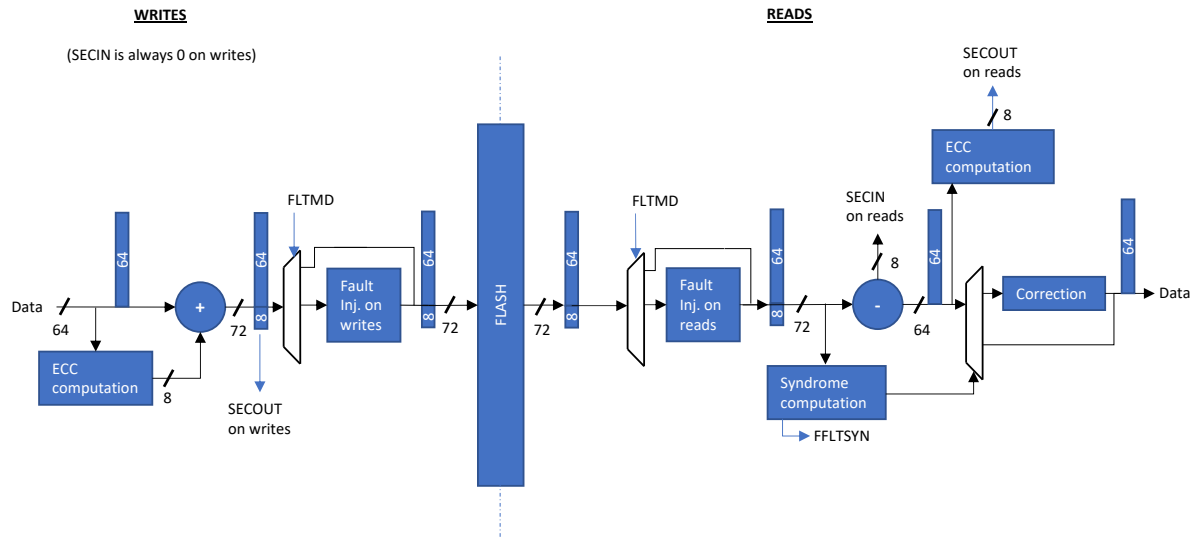 WRITES
READS
(SECIN is always 0 on writes)
SECOUT
on reads
8
ECC
computation
FLTMD
FLTMD
SECIN
on reads
8
64
64
64
64
64
64
64
Fault
Inj. on
writes
Fault
Inj. on
reads
Correction
Data
64
+
72
8
8
72
FLASH
72
8
8
72
-
64
Data
ECC
computation
8
SECOUT
on writes
Syndrome
computation
FFLTSYN